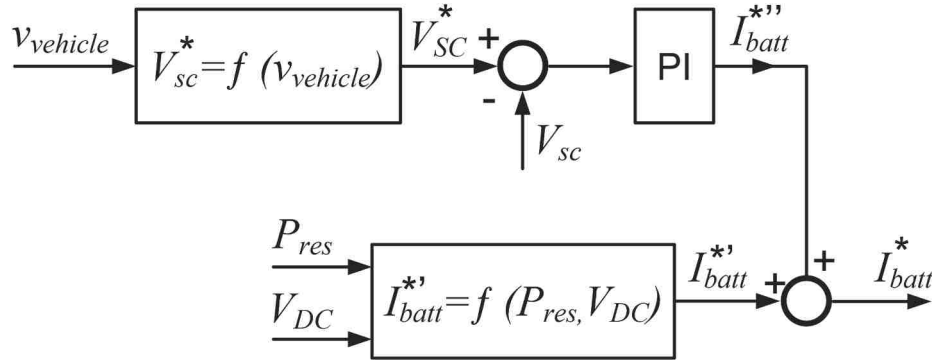 v_vehicle
V*_sc = f (v_vehicle)
V*_SC
+
-
V_sc
PI
I*''_batt
P_res
V_DC
I*'_batt = f (P_res, V_DC)
I*'_batt
+
+
I*_batt